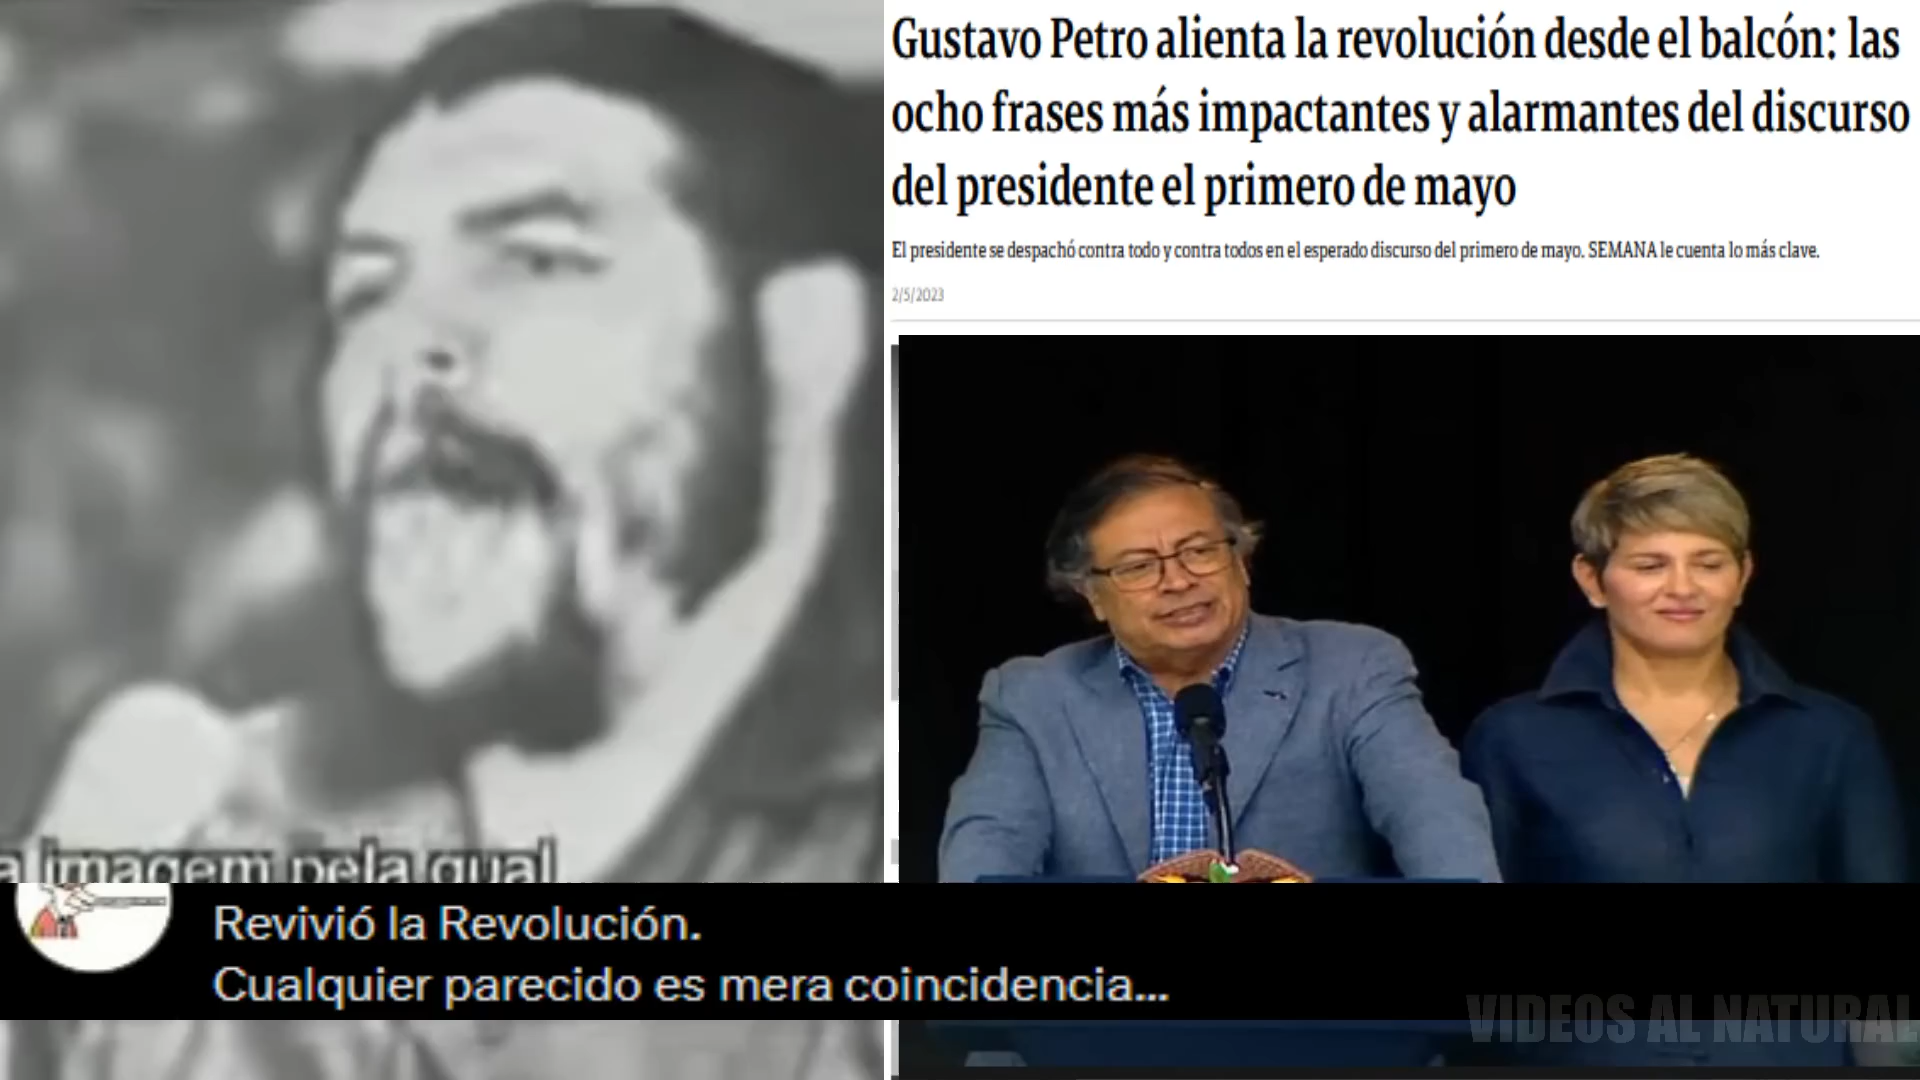 Gustavo Petro alienta la revolución desde el balcón: las
ocho frases más impactantes y alarmantes del discurso
del presidente el primero de mayo
El presidente se despachó contra todo y contra todos en el esperado discurso del primero de mayo. SEMANA le cuenta lo más clave.
2/5/2023
a imagem pela qual
Revivió la Revolución.
Cualquier parecido es mera coincidencia...
VIDEOS AL NATURAL